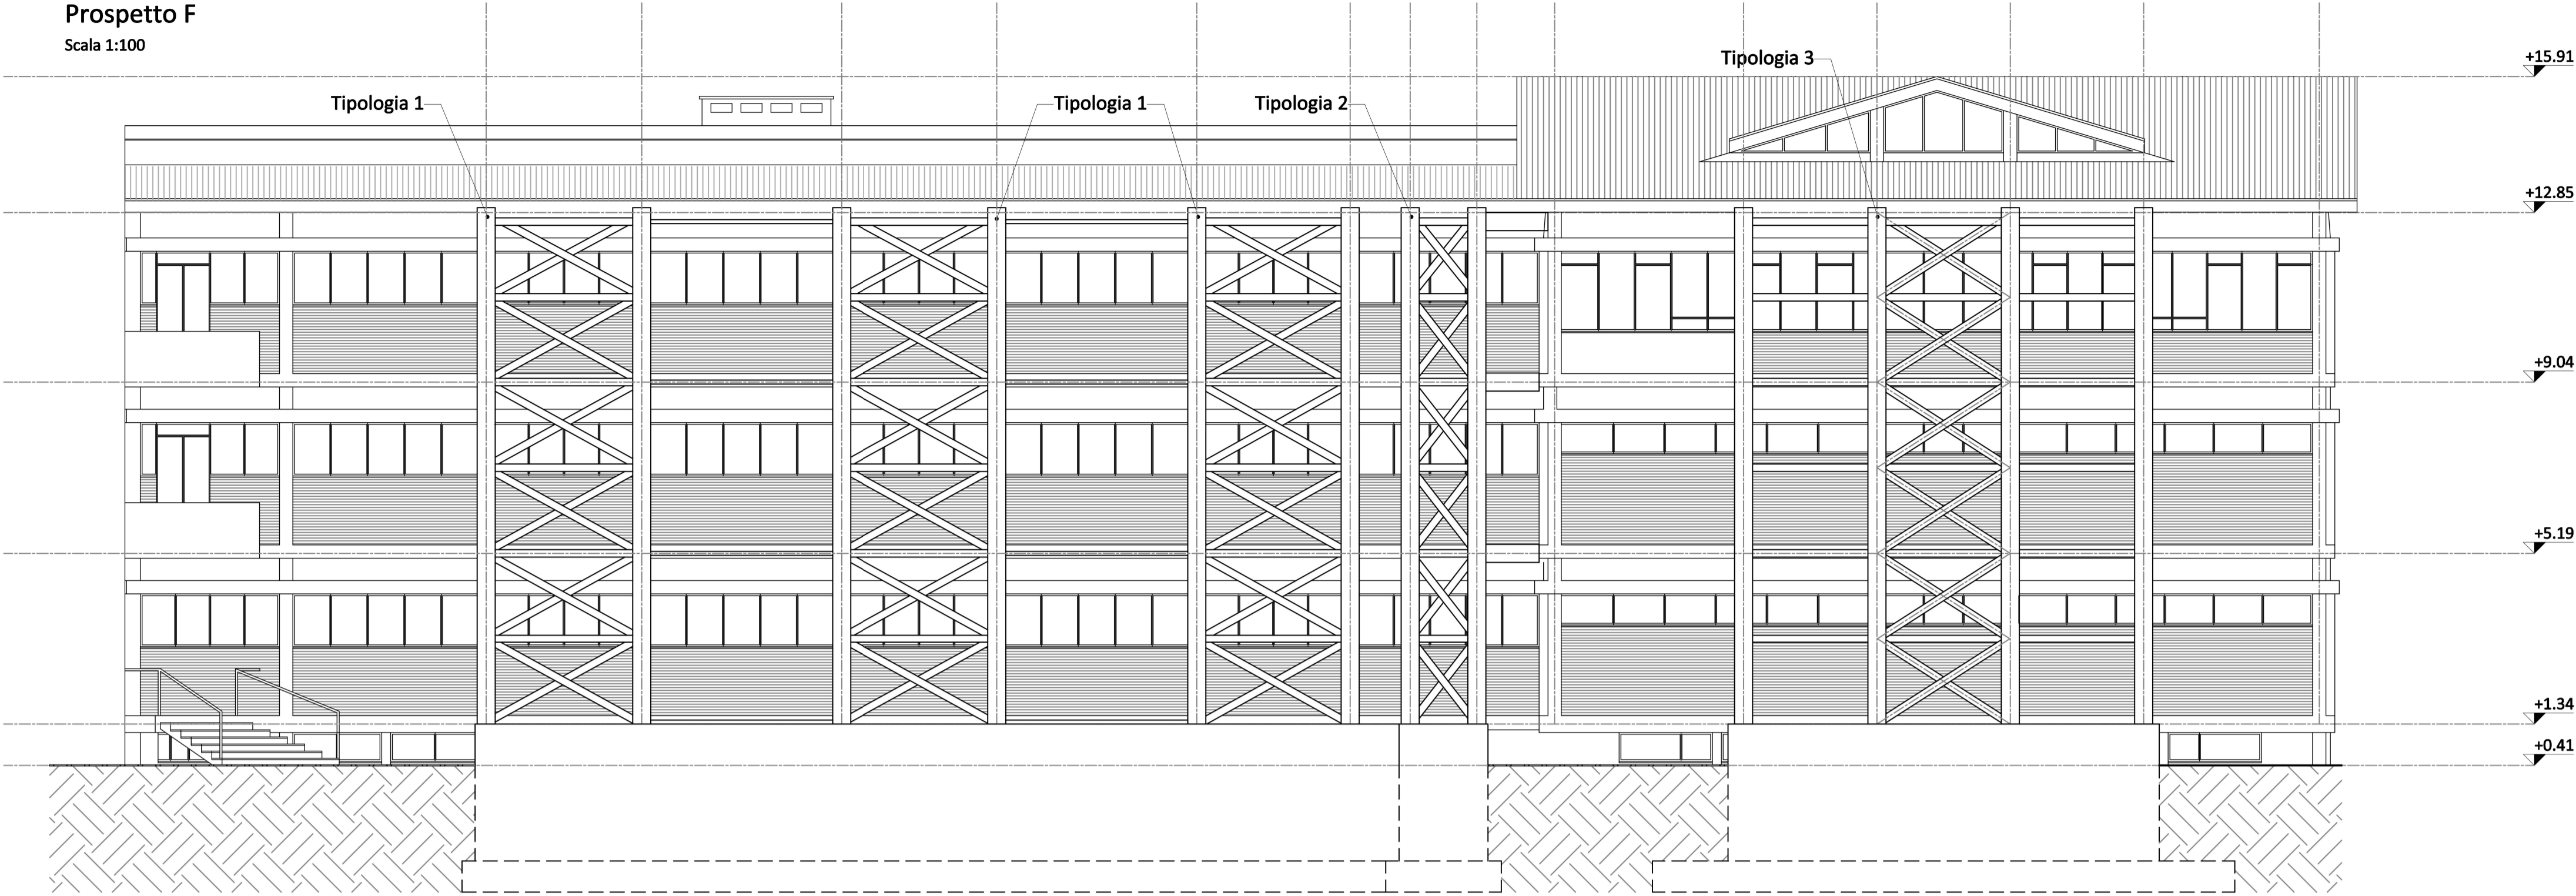 Prospetto F
Scala 1:100
Tipologia 3
+15.91
Tipologia 1
Tipologia 1
Tipologia 2
+12.85
+9.04
+5.19
+1.34
+0.41